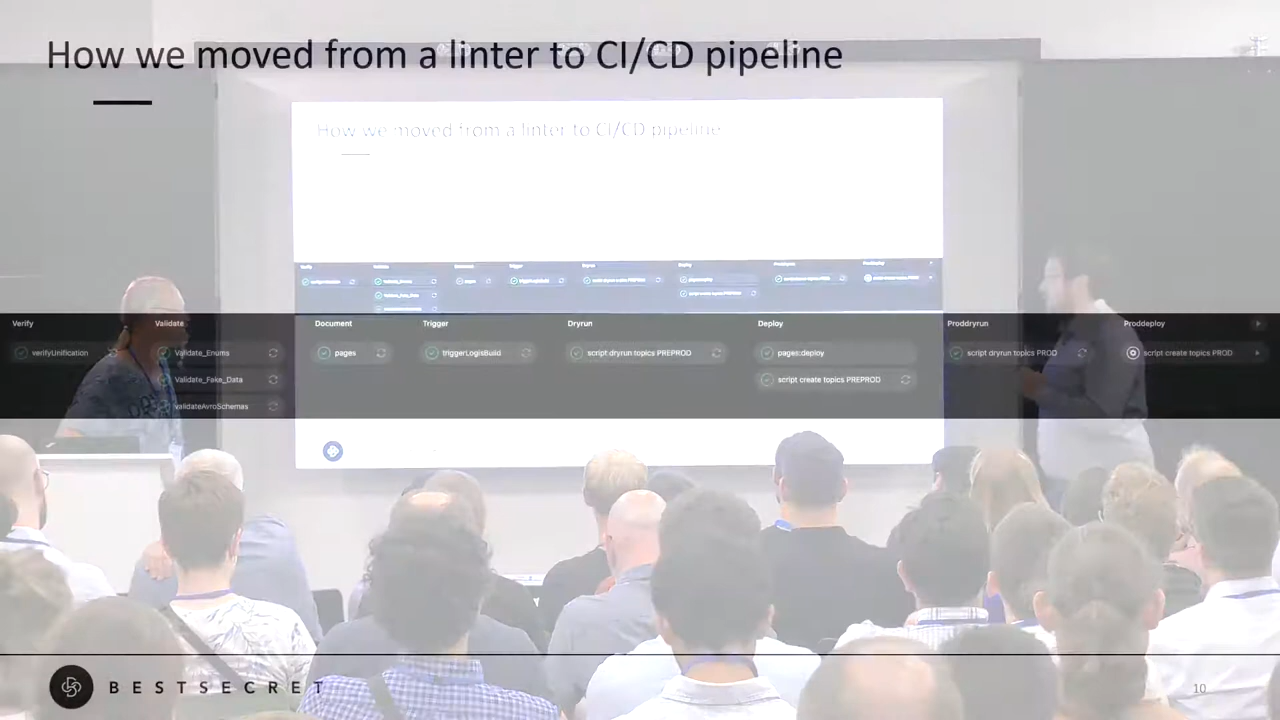 How we moved from a linter to CI/CD pipeline
How we moved from a linter to CI/CD pipeline
Verify Validate Document Trigger Dryrun Deploy Proddryrun Proddeploy
verifyUnification Validate_Enums pages triggerLogisBuild script dryrun topics PREPROD pages:deploy script dryrun topics PROD script create topics PROD
Validate_Fake_Data script create topics PREPROD
validateAvroSchemas
BESTSECRET 10